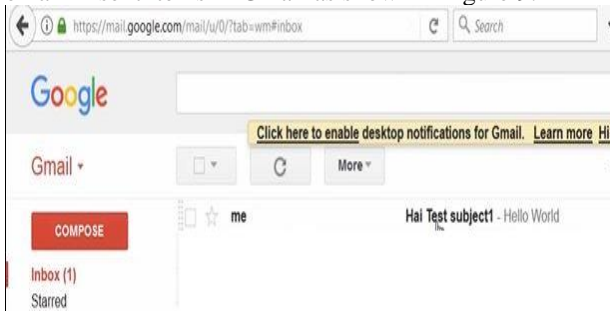 https://mail.google.com/mail/u/0/?tab=wm#inbox
Search
Google
Click here to enable desktop notifications for Gmail. Learn more
Gmail
More
me
Hai Test subject1 - Hello World
COMPOSE
Inbox (1)
Starred